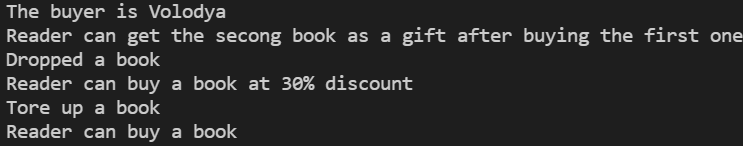 The buyer is Volodya
Reader can get the secong book as a gift after buying the first one
Dropped a book
Reader can buy a book at 30% discount
Tore up a book
Reader can buy a book